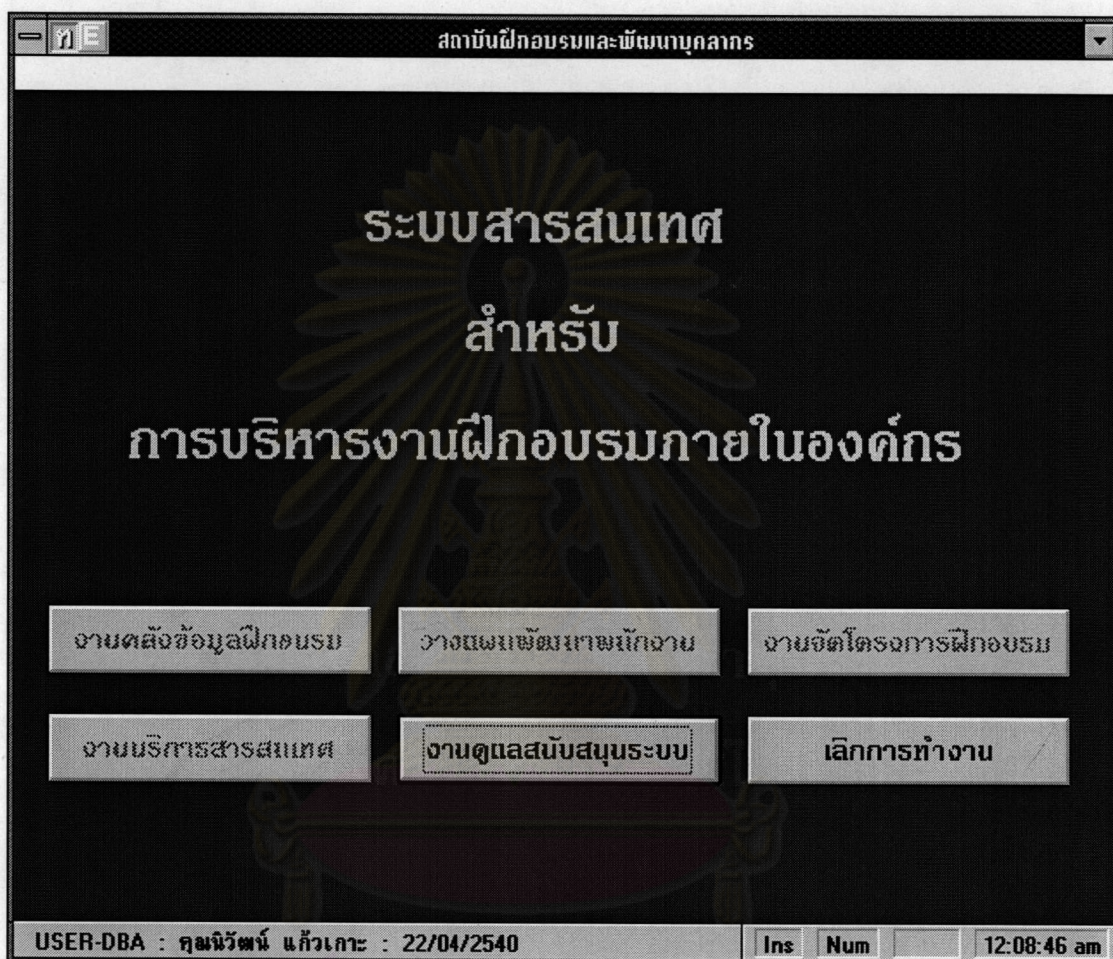 ท E สถาบันฝึกอบรมและพัฒนาบุคลากร
ระบบสารสนเทศ
สำหรับ
การบริหารงานฝึกอบรมภายในองค์กร
งานคลังข้อมูลฝึกอบรม วางแผนพัฒนาพนักงาน งานจัดโครงการฝึกอบรม
งานบริการสารสนเทศ งานดูแลสนับสนุนระบบ เลิกการทำงาน
USER-DBA : คุณนิวัฒน์ แก้วเกาะ : 22/04/2540 Ins Num 12:08:46 am